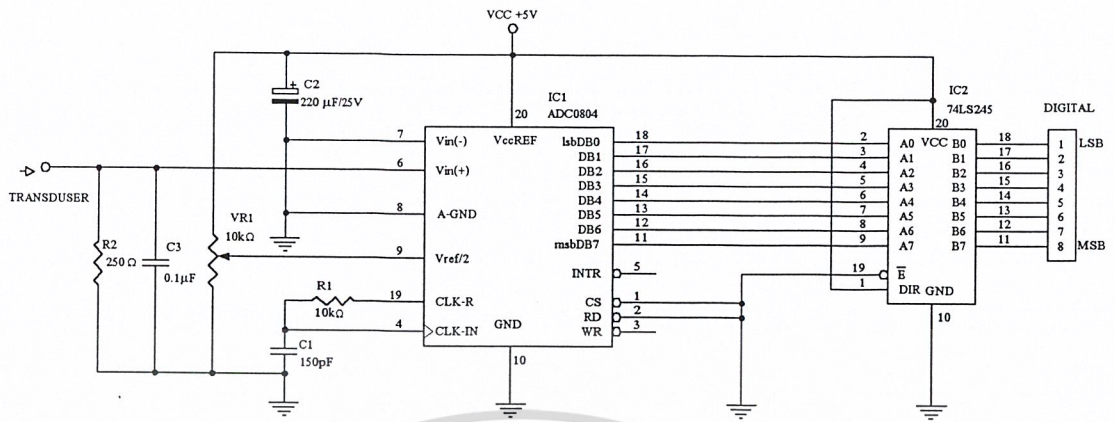 VCC +5V
+
C2
220 µF/25V
IC1
ADC0804
IC2
74LS245
DIGITAL
20
20
7 Vin(-) VccREF lsbDB0 18
2 A0 VCC B0 18 1 LSB
DB1 17
3 A1 B1 17 2
6 Vin(+) DB2 16
4 A2 B2 16 3
DB3 15
5 A3 B3 15 4
DB4 14
6 A4 B4 14 5
8 A-GND DB5 13
7 A5 B5 13 6
DB6 12
8 A6 B6 12 7
msbDB7 11
9 A7 B7 11 8 MSB
TRANSDUSER
VR1
10kΩ
R2
250 Ω
C3
0.1µF
9 Vref/2
INTR 5
19 E
1 DIR GND
R1
10kΩ
19 CLK-R
CS 1
RD 2
WR 3
4 CLK-IN
GND
C1
150pF
10
10